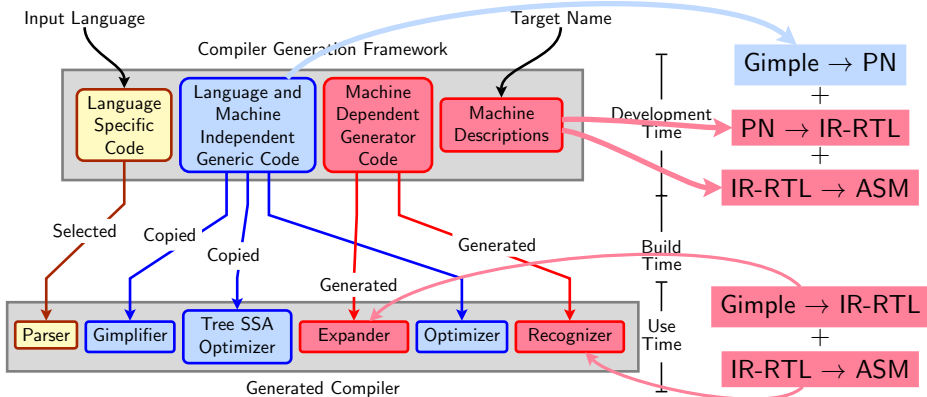 Input Language
Target Name
Compiler Generation Framework
Language
Specific
Code
Language and
Machine
Independent
Generic Code
Machine
Dependent
Generator
Code
Machine
Descriptions
Development
Time
Gimple → PN
+
PN → IR-RTL
+
IR-RTL → ASM
Selected
Copied
Copied
Generated
Generated
Build
Time
Parser
Gimplifier
Tree SSA
Optimizer
Expander
Optimizer
Recognizer
Generated Compiler
Use
Time
Gimple → IR-RTL
+
IR-RTL → ASM